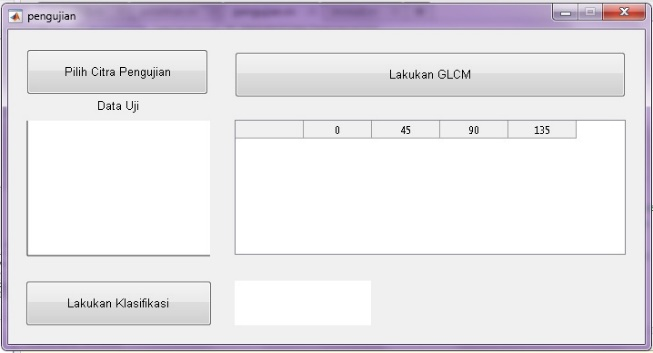 pengujian
Pilih Citra Pengujian
Lakukan GLCM
Data Uji
0 45 90 135
Lakukan Klasifikasi